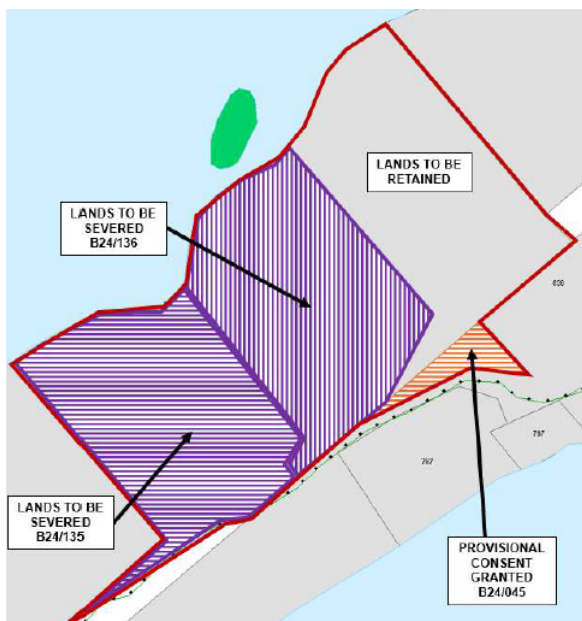 LANDS TO BE
RETAINED
LANDS TO BE
SEVERED
B24/136
LANDS TO BE
SEVERED
B24/135
PROVISIONAL
CONSENT
GRANTED
B24/045
787
797